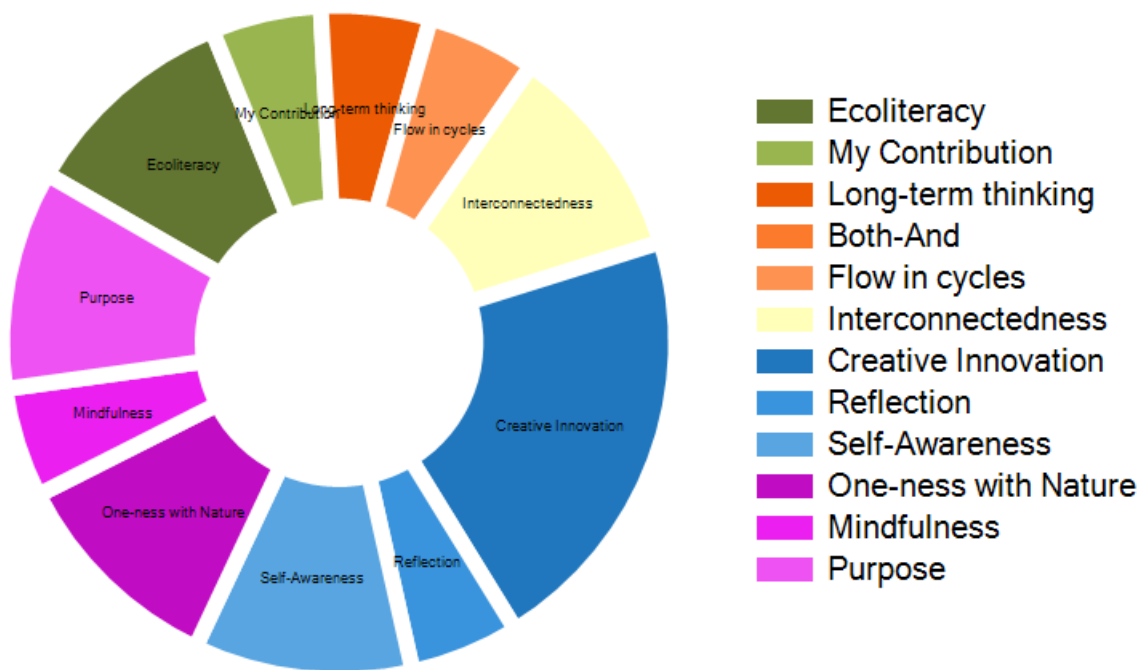 My Contribution
Long-term thinking
Flow in cycles
Ecoliteracy
Interconnectedness
Purpose
Mindfulness
Creative Innovation
One-ness with Nature
Reflection
Self-Awareness
Ecoliteracy
My Contribution
Long-term thinking
Both-And
Flow in cycles
Interconnectedness
Creative Innovation
Reflection
Self-Awareness
One-ness with Nature
Mindfulness
Purpose